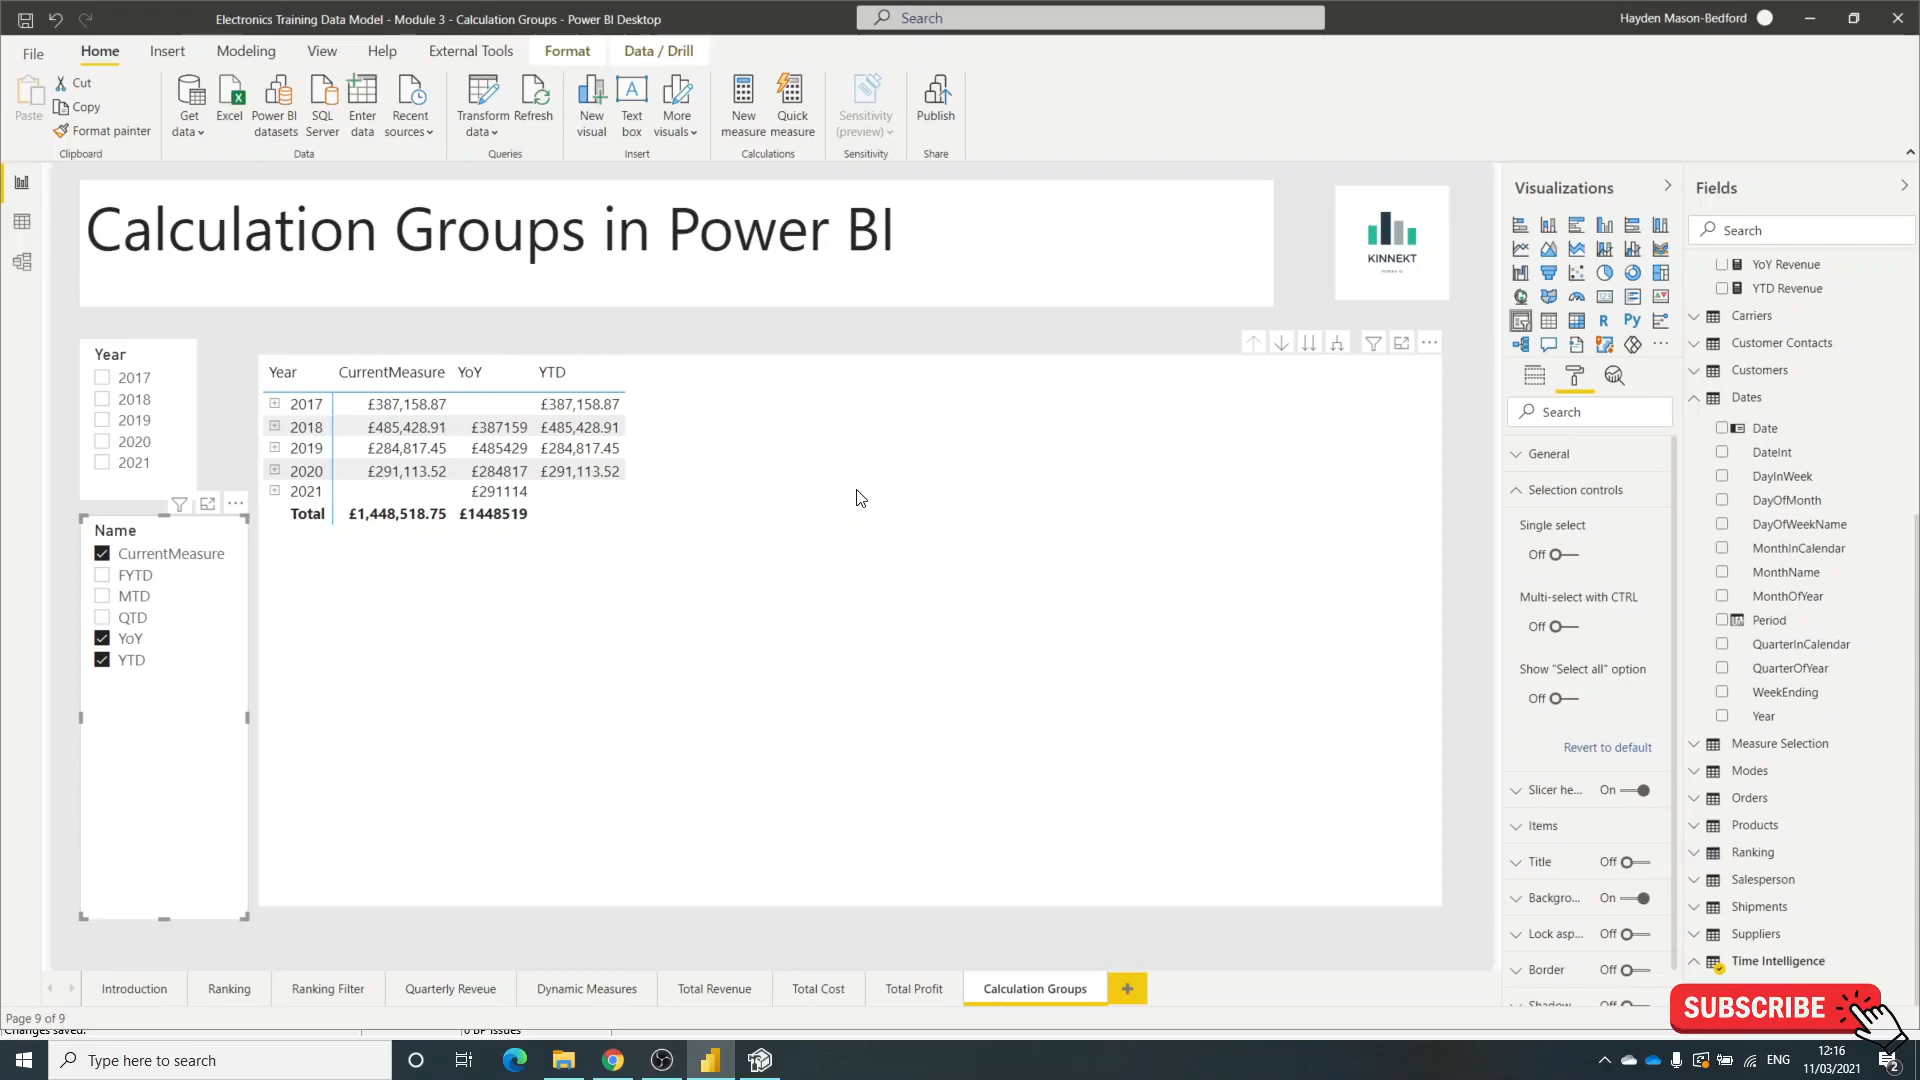 Electronics Training Data Model - Module 3 - Calculation Groups - Power BI Desktop
Search
Hayden Mason-Bedford
File
Home
Insert
Modeling
View
Help
External Tools
Format
Data / Drill
Paste
Cut
Copy
Format painter
Clipboard
Get data
Excel
Power BI datasets
SQL Server
Enter data
Recent sources
Data
Transform data
Refresh
Queries
New visual
Text box
More visuals
Insert
New measure
Quick measure
Calculations
Sensitivity (preview)
Sensitivity
Publish
Share
Calculation Groups in Power BI
KINNEKT
Year
2017
2018
2019
2020
2021
Name
CurrentMeasure
FYTD
MTD
QTD
YoY
YTD
Year CurrentMeasure YoY YTD
2017 £387,158.87 £387,158.87
2018 £485,428.91 £387159 £485,428.91
2019 £284,817.45 £485429 £284,817.45
2020 £291,113.52 £284817 £291,113.52
2021 £291114
Total £1,448,518.75 £1448519
Visualizations
R
Py
Search
General
Selection controls
Single select
Off
Multi-select with CTRL
Off
Show "Select all" option
Off
Revert to default
Slicer he... On
Items
Title Off
Backgro... On
Lock asp... Off
Border Off
Shadow Off
Fields
Search
YoY Revenue
YTD Revenue
Carriers
Customer Contacts
Customers
Dates
Date
DateInt
DayInWeek
DayOfMonth
DayOfWeekName
MonthInCalendar
MonthName
MonthOfYear
Period
QuarterInCalendar
QuarterOfYear
WeekEnding
Year
Measure Selection
Modes
Orders
Products
Ranking
Salesperson
Shipments
Suppliers
Time Intelligence
SUBSCRIBE
Introduction
Ranking
Ranking Filter
Quarterly Reveue
Dynamic Measures
Total Revenue
Total Cost
Total Profit
Calculation Groups
Page 9 of 9
Changes saved.
0 BP issues
Type here to search
ENG
12:16
11/03/2021
2